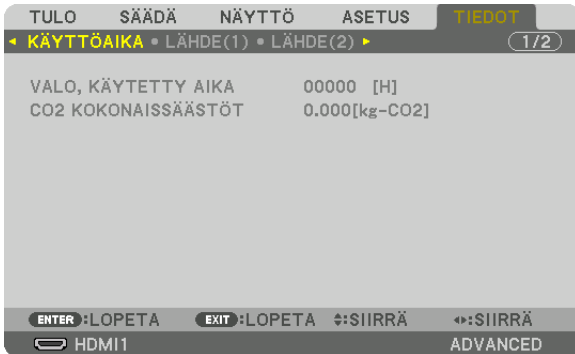 TULO SÄÄDÄ NÄYTTÖ ASETUS TIEDOT
◂ KÄYTTÖAIKA • LÄHDE(1) • LÄHDE(2) ▸ 1/2
VALO, KÄYTETTY AIKA 00000 [H]
CO2 KOKONAISSÄÄSTÖT 0.000[kg-CO2]
ENTER :LOPETA EXIT :LOPETA ♦:SIIRRÄ ◂▸:SIIRRÄ
HDMI1 ADVANCED